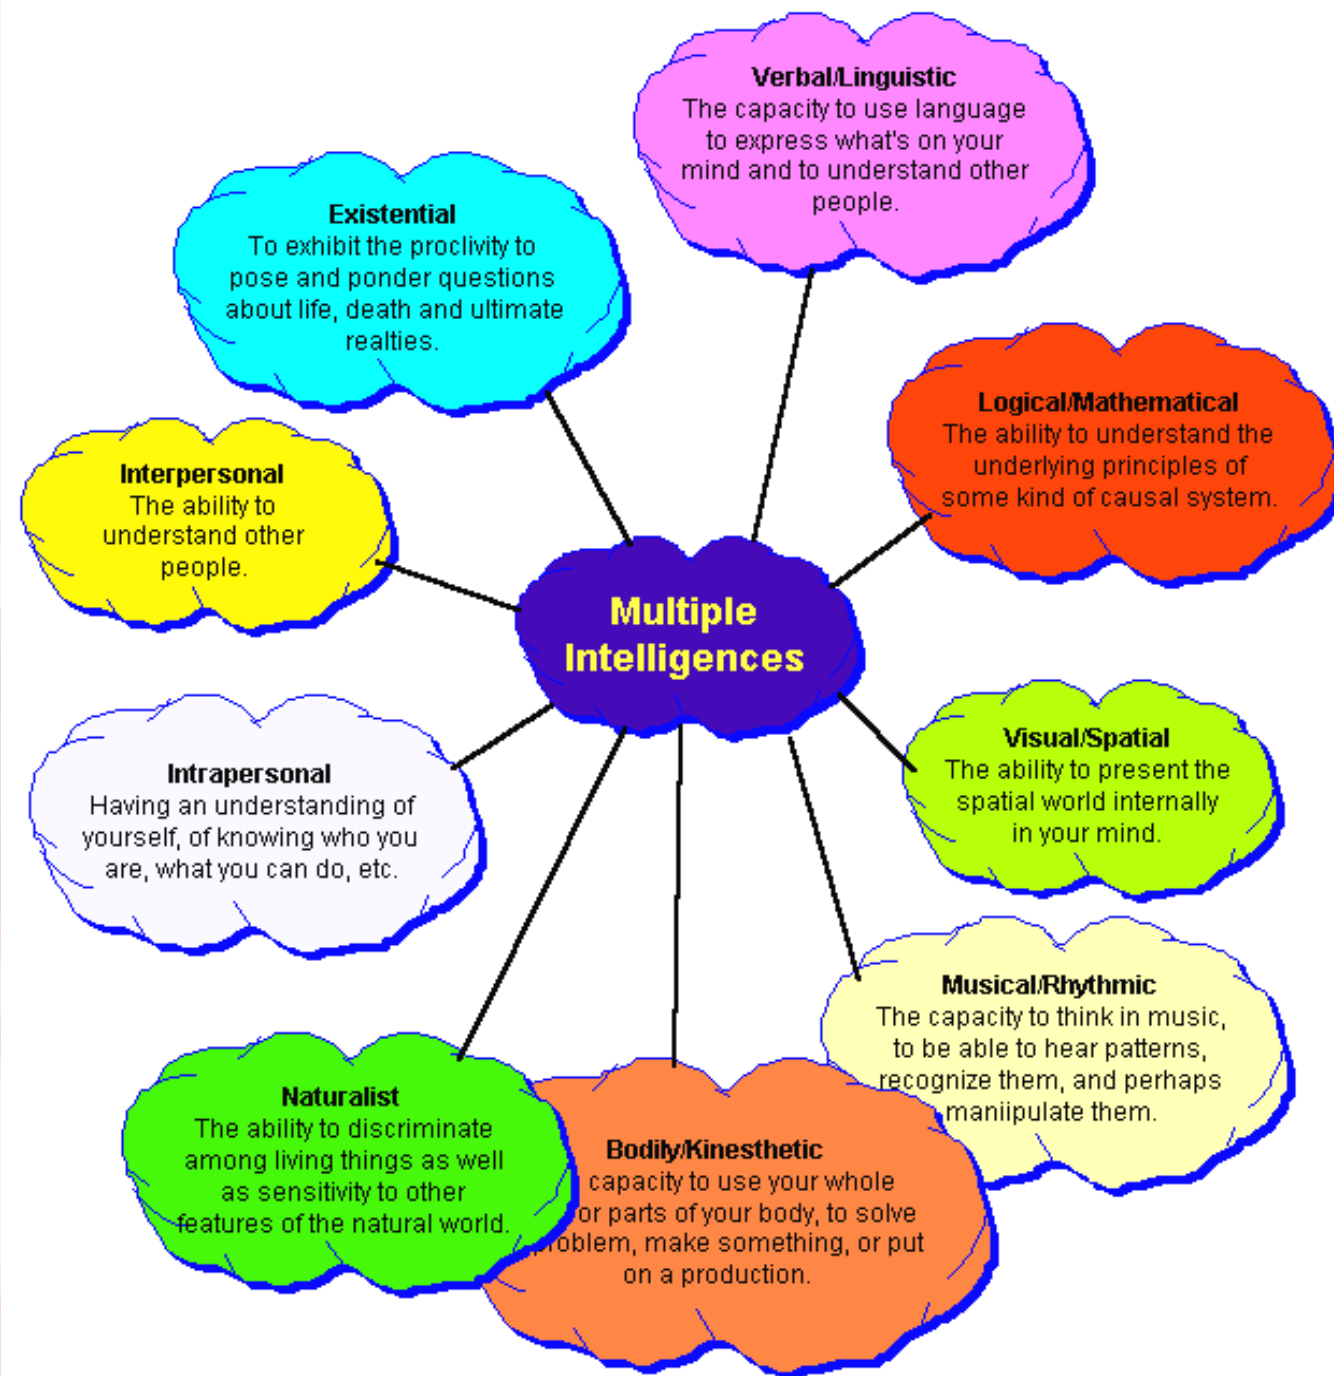 Verbal/Linguistic
The capacity to use language
to express what's on your
mind and to understand other
people.
Existential
To exhibit the proclivity to
pose and ponder questions
about life, death and ultimate
realties.
Logical/Mathematical
The ability to understand the
underlying principles of
some kind of causal system.
Interpersonal
The ability to
understand other
people.
Multiple
Intelligences
Intrapersonal
Having an understanding of
yourself, of knowing who you
are, what you can do, etc.
Visual/Spatial
The ability to present the
spatial world internally
in your mind.
Musical/Rhythmic
The capacity to think in music,
to be able to hear patterns,
recognize them, and perhaps
maniipulate them.
Naturalist
The ability to discriminate
among living things as well
as sensitivity to other
features of the natural world.
Bodily/Kinesthetic
capacity to use your whole
or parts of your body, to solve
roblem, make something, or put
on a production.